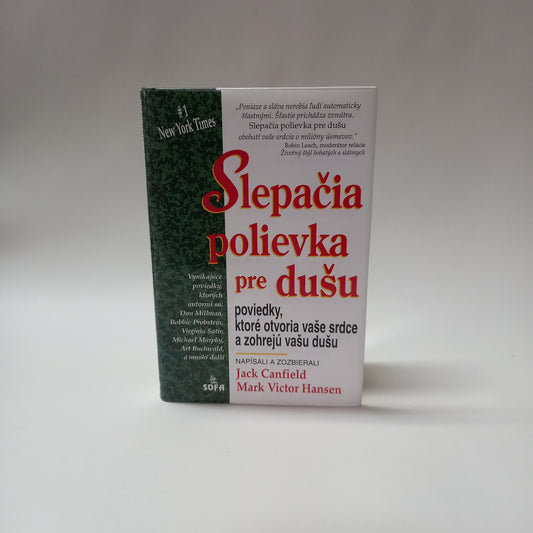 #1
New York Times
„Peniaze a sláva nerobia ľudí automaticky
šťastnými. Šťastie prichádza zvnútra.
Slepačia polievka pre dušu
obohatí vaše srdcia o milióny úsmevov.“
Robin Leach, moderátor relácie
Životný štýl bohatých a slávnych
Slepačia
polievka
pre dušu
poviedky,
ktoré otvoria vaše srdce
a zohrejú vašu dušu
NAPÍSALI A ZOZBIERALI
Jack Canfield
Mark Victor Hansen
Vynikajúce
poviedky,
ktorých
autormi sú:
Dan Millman,
Bobbie Probstein,
Virginia Satir,
Michael Murphy,
Art Buchwald,
a mnohí ďalší
SOFA